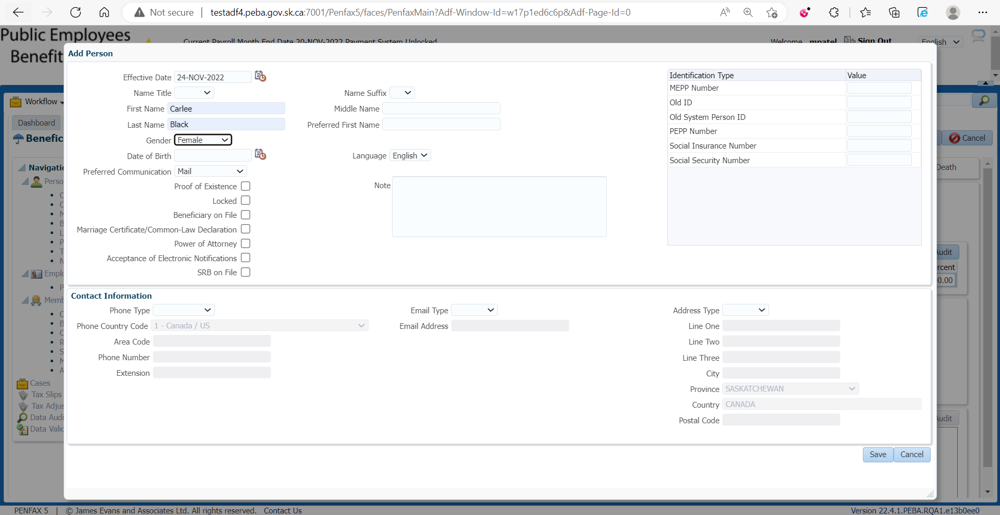 Not secure | testadf4.peba.gov.sk.ca:7001/Penfax5/faces/PenfaxMain?Adf-Window-Id=w17p1ed6c6p&Adf-Page-Id=0
Public Employees
Benefit
Current Payroll Month End Date 30-NOV-2022 Payment System Unlocked
Welcome mpatel Sign Out English
Add Person
Effective Date 24-NOV-2022
Name Title
Name Suffix
First Name Carlee
Middle Name
Last Name Black
Preferred First Name
Gender Female
Date of Birth
Language English
Preferred Communication Mail
Proof of Existence
Locked
Beneficiary on File
Marriage Certificate/Common-Law Declaration
Power of Attorney
Acceptance of Electronic Notifications
SRB on File
Note
Identification Type Value
MEPP Number
Old ID
Old System Person ID
PEPP Number
Social Insurance Number
Social Security Number
Contact Information
Phone Type
Phone Country Code 1 - Canada / US
Area Code
Phone Number
Extension
Email Type
Email Address
Address Type
Line One
Line Two
Line Three
City
Province SASKATCHEWAN
Country CANADA
Postal Code
Save Cancel
Workflow
Dashboard
Benefic
Navigatio
Perso
C
C
M
B
L
P
T
N
Emplo
P
Memb
C
B
C
R
S
M
A
Cases
Tax Slips
Tax Adjus
Data Audi
Data Valid
Cancel
Death
Audit
rcent
0.00
Audit
PENFAX 5 | © James Evans and Associates Ltd. All rights reserved. Contact Us
Version 22.4.1.PEBA.RQA1.e13b0ee0